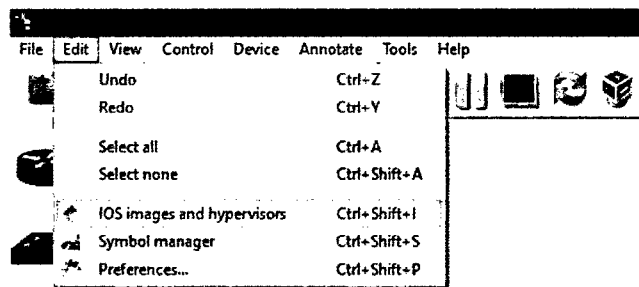 File Edit View Control Device Annotate Tools Help
Undo Ctrl+Z
Redo Ctrl+Y
Select all Ctrl+A
Select none Ctrl+Shift+A
IOS images and hypervisors Ctrl+Shift+I
Symbol manager Ctrl+Shift+S
Preferences... Ctrl+Shift+P